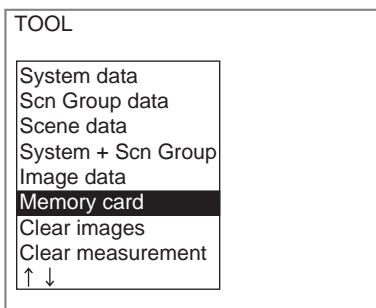 TOOL
System data
Scn Group data
Scene data
System + Scn Group
Image data
Memory card
Clear images
Clear measurement
↑ ↓